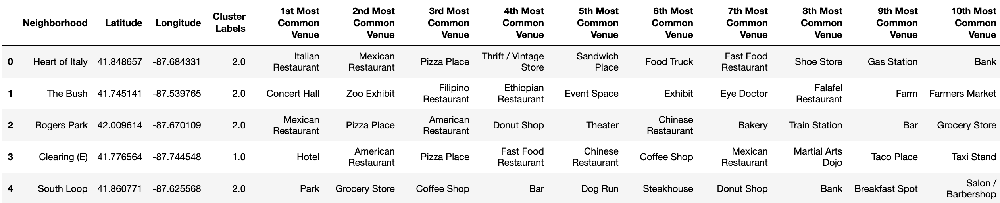 Neighborhood Latitude Longitude Cluster Labels 1st Most Common Venue 2nd Most Common Venue 3rd Most Common Venue 4th Most Common Venue 5th Most Common Venue 6th Most Common Venue 7th Most Common Venue 8th Most Common Venue 9th Most Common Venue 10th Most Common Venue
0 Heart of Italy 41.848657 -87.684331 2.0 Italian Restaurant Mexican Restaurant Pizza Place Thrift / Vintage Store Sandwich Place Food Truck Fast Food Restaurant Shoe Store Gas Station Bank
1 The Bush 41.745141 -87.539765 2.0 Concert Hall Zoo Exhibit Filipino Restaurant Ethiopian Restaurant Event Space Exhibit Eye Doctor Falafel Restaurant Farm Farmers Market
2 Rogers Park 42.009614 -87.670109 2.0 Mexican Restaurant Pizza Place American Restaurant Donut Shop Theater Chinese Restaurant Bakery Train Station Bar Grocery Store
3 Clearing (E) 41.776564 -87.744548 1.0 Hotel American Restaurant Pizza Place Fast Food Restaurant Chinese Restaurant Coffee Shop Mexican Restaurant Martial Arts Dojo Taco Place Taxi Stand
4 South Loop 41.860771 -87.625568 2.0 Park Grocery Store Coffee Shop Bar Dog Run Steakhouse Donut Shop Bank Breakfast Spot Salon / Barbershop